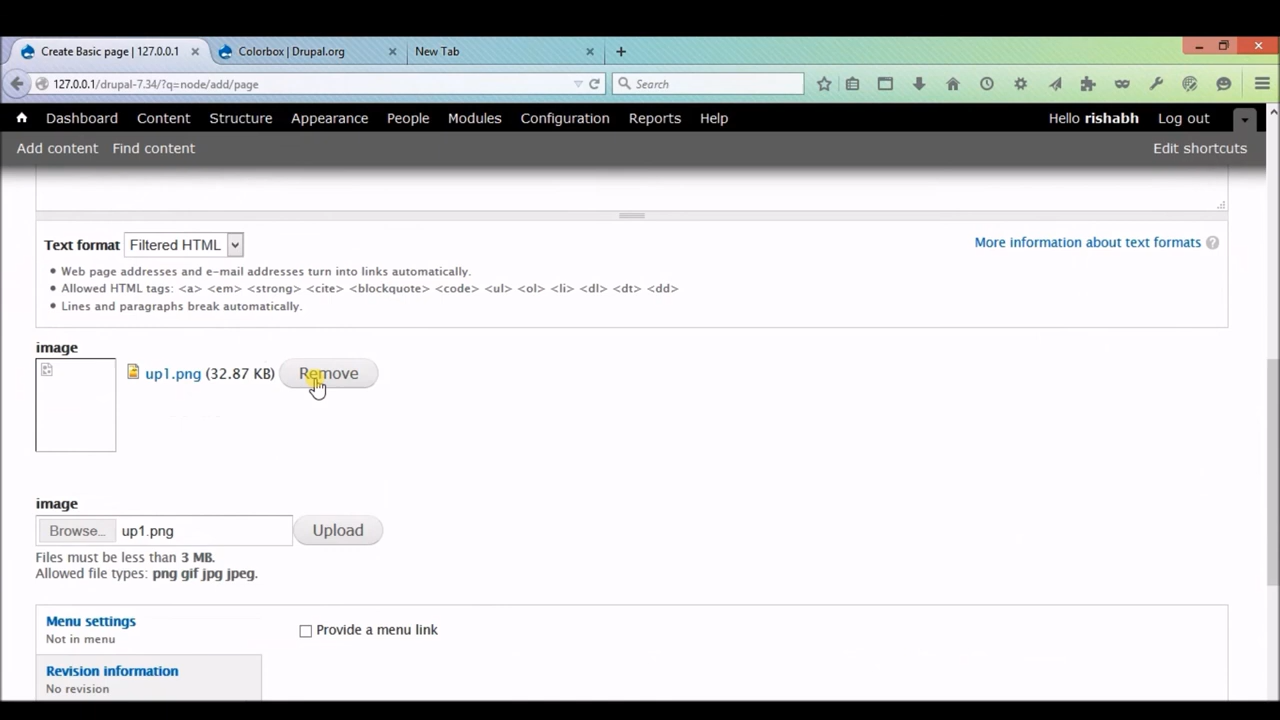 Create Basic page | 127.0.0.1
Colorbox | Drupal.org
New Tab
127.0.0.1/drupal-7.34/?q=node/add/page
Search
Dashboard Content Structure Appearance People Modules Configuration Reports Help
Hello rishabh Log out
Add content Find content
Edit shortcuts
Text format Filtered HTML
More information about text formats ?
Web page addresses and e-mail addresses turn into links automatically.
Allowed HTML tags: <a> <em> <strong> <cite> <blockquote> <code> <ul> <ol> <li> <dl> <dt> <dd>
Lines and paragraphs break automatically.
image
up1.png (32.87 KB) Remove
image
Browse... up1.png Upload
Files must be less than 3 MB.
Allowed file types: png gif jpg jpeg.
Menu settings
Not in menu
Provide a menu link
Revision information
No revision